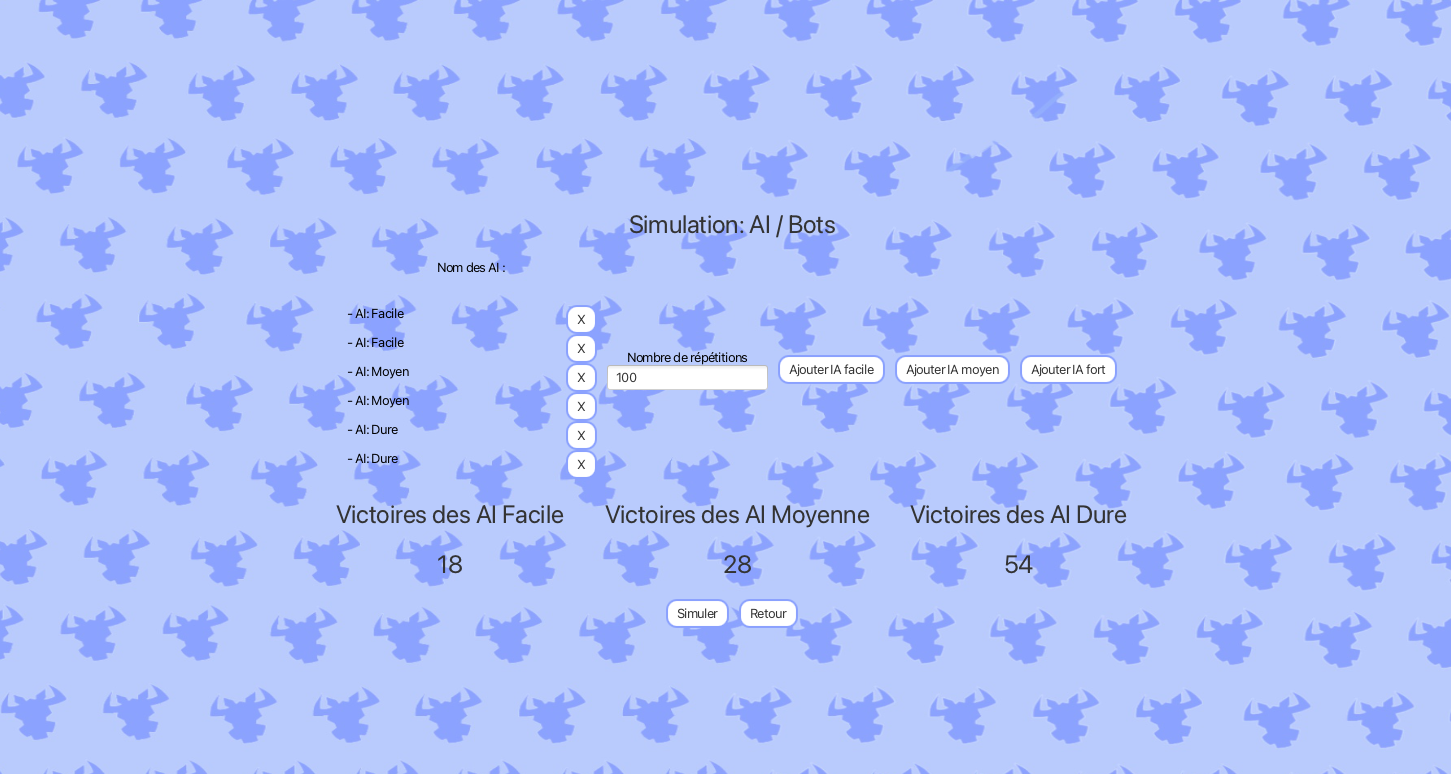 Simulation: AI / Bots
Nom des AI :
- AI: Facile X
- AI: Facile X
- AI: Moyen X
- AI: Moyen X
- AI: Dure X
- AI: Dure X
Nombre de répétitions
100
Ajouter IA facile Ajouter IA moyen Ajouter IA fort
Victoires des AI Facile Victoires des AI Moyenne Victoires des AI Dure
18 28 54
Simuler Retour